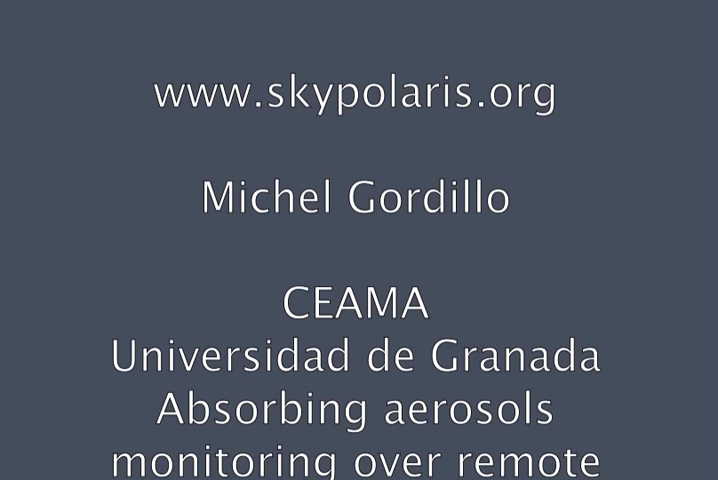 www.skypolaris.org
Michel Gordillo
CEAMA
Universidad de Granada
Absorbing aerosols
monitoring over remote